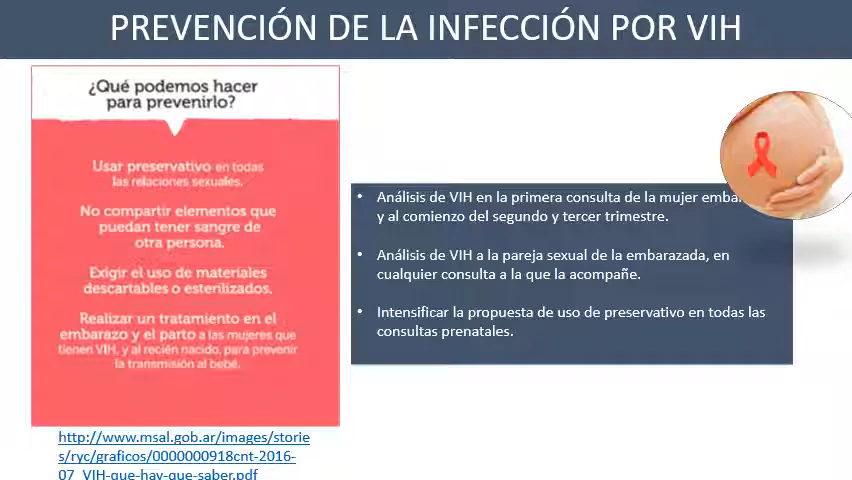 PREVENCIÓN DE LA INFECCIÓN POR VIH
¿Qué podemos hacer
para prevenirlo?
Usar preservativo en todas
las relaciones sexuales.
No compartir elementos que
puedan tener sangre de
otra persona.
Exigir el uso de materiales
descartables o esterilizados.
Realizar un tratamiento en el
embarazo y el parto a las mujeres que
tienen VIH, y al recién nacido, para prevenir
la transmisión al bebé.
http://www.msal.gob.ar/images/storie
s/ryc/graficos/0000000918cnt-2016-
07_VIH-que-hay-que-saber.pdf
• Análisis de VIH en la primera consulta de la mujer
y al comienzo del segundo y tercer trimestre.
• Análisis de VIH a la pareja sexual de la embarazada, en
cualquier consulta a la que la acompañe.
• Intensificar la propuesta de uso de preservativo en todas las
consultas prenatales.